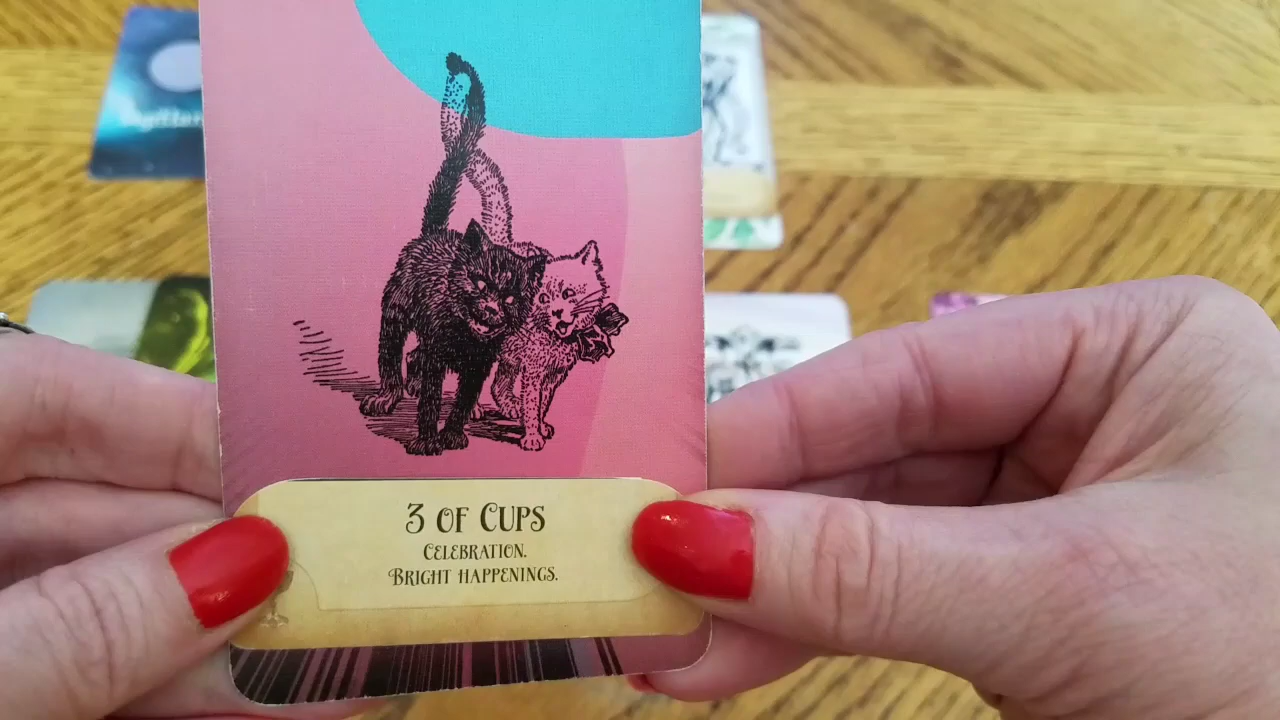 3 of Cups
Celebration.
Bright happenings.